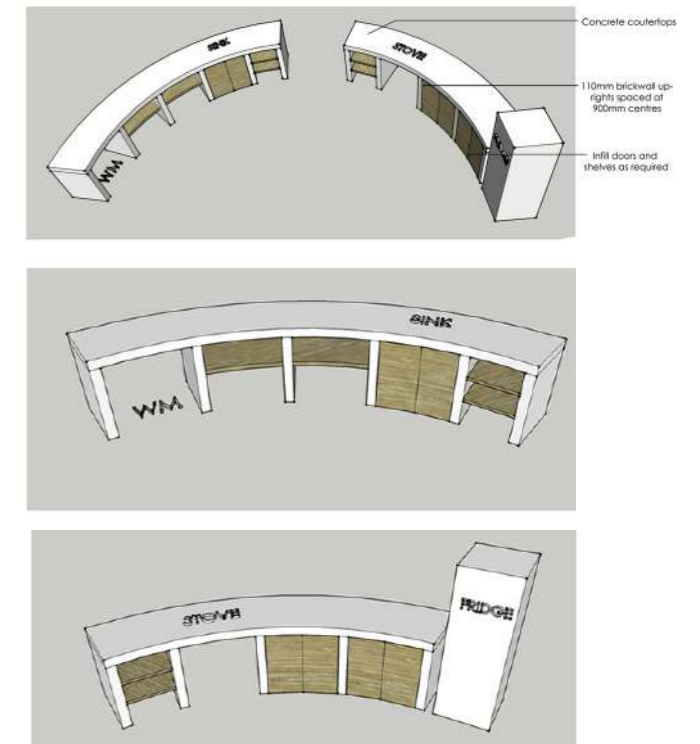 SINK
STOVE
Concrete coutertops
110mm brickwall up-
rights spaced at
900mm centres
Infill doors and
shelves as required
WM
SINK
WM
STOVE
FRIDGE